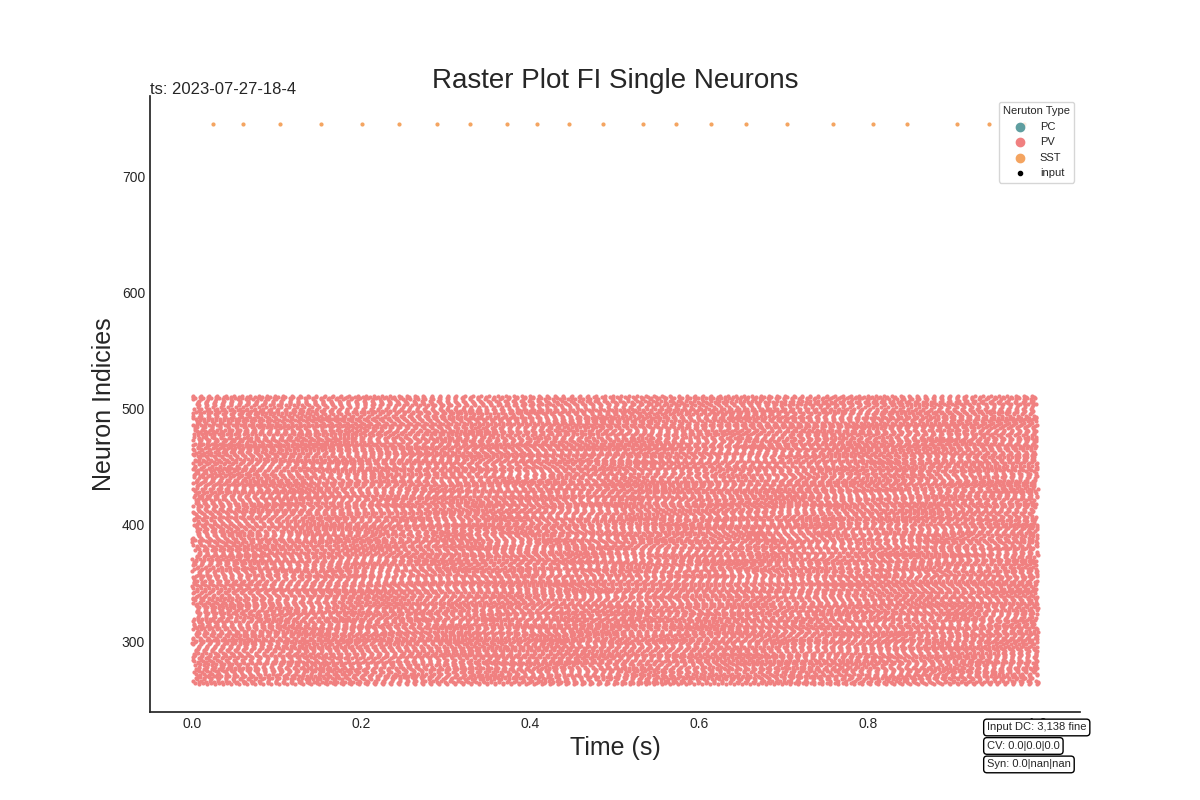 Raster Plot FI Single Neurons
ts: 2023-07-27-18-4
Neruton Type
PC
PV
SST
input
700
600
500
400
300
Neuron Indicies
0.0
0.2
0.4
0.6
0.8
Time (s)
Input DC: 3,138 fine
CV: 0.0|0.0|0.0
Syn: 0.0|nan|nan